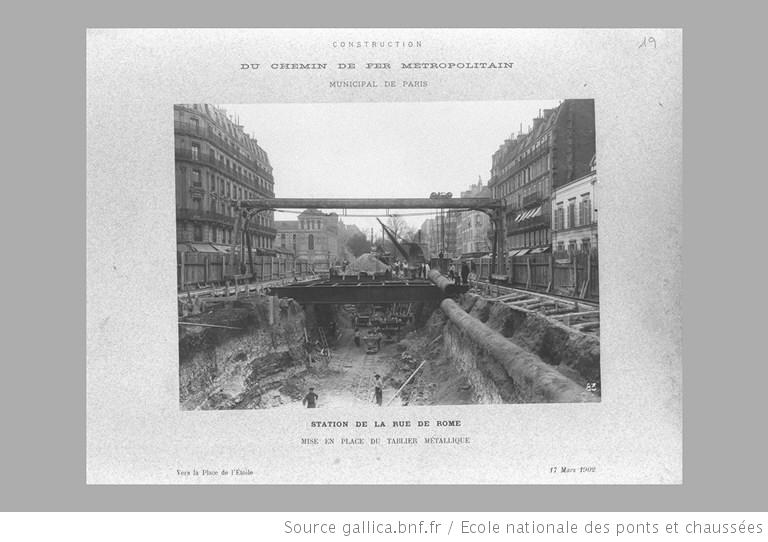 CONSTRUCTION
19
DU CHEMIN DE FER MÉTROPOLITAIN
MUNICIPAL DE PARIS
STATION DE LA RUE DE ROME
MISE EN PLACE DU TABLIER MÉTALLIQUE
Vers la Place de l'Étoile
17 Mars 1902
Source gallica.bnf.fr / Ecole nationale des ponts et chaussées